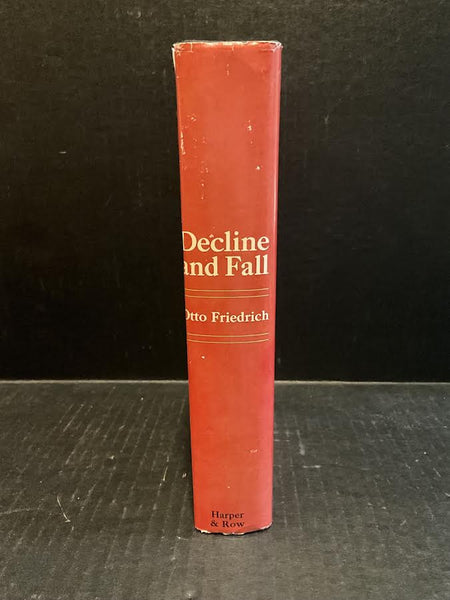 Decline
and Fall
Otto Friedrich
Harper
& Row